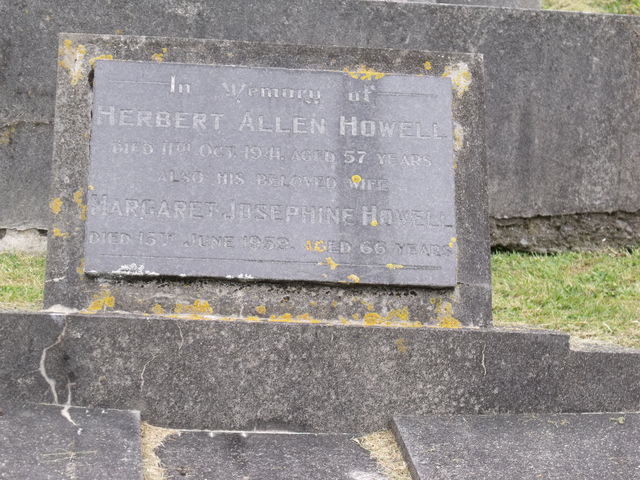 In Memory of
HERBERT ALLEN HOWELL
DIED 11TH OCT. 1941. AGED 57 YEARS
ALSO HIS BELOVED WIFE
MARGARET JOSEPHINE HOWELL
DIED 15TH JUNE 1953. AGED 66 YEARS